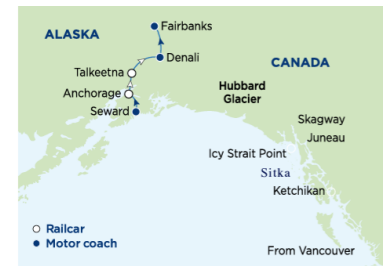 Fairbanks
ALASKA
Denali
CANADA
Talkeetna
Hubbard
Glacier
Anchorage
Seward
Skagway
Juneau
Icy Strait Point
Sitka
Ketchikan
Railcar
Motor coach
From Vancouver